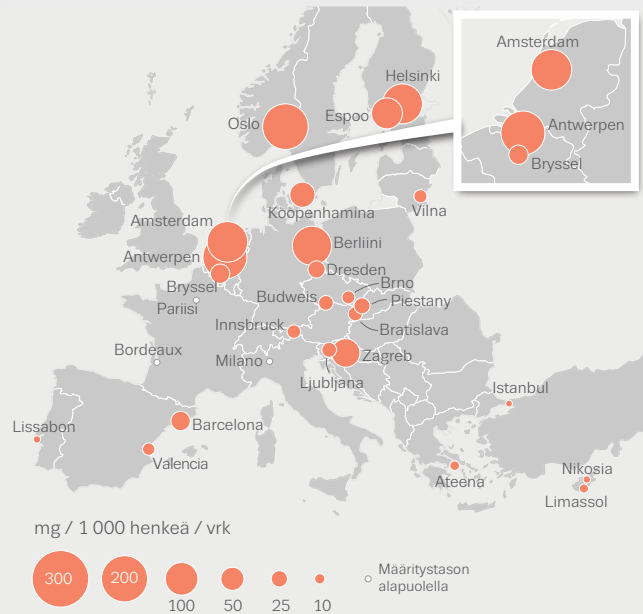 Amsterdam
Antwerpen
Bryssel
Helsinki
Espoo
Oslo
Koopenhamina
Vilna
Amsterdam
Antwerpen
Bryssel
Berliini
Dresden
Brno
Budweis
Piestany
Pariisi
Innsbruck
Bratislava
Bordeaux
Milano
Zagreb
Ljubljana
Istanbul
Lissabon
Barcelona
Valencia
Ateena
Nikosia
Limassol
mg / 1 000 henkeä / vrk
300
200
100
50
25
10
Määritystason
alapuolella